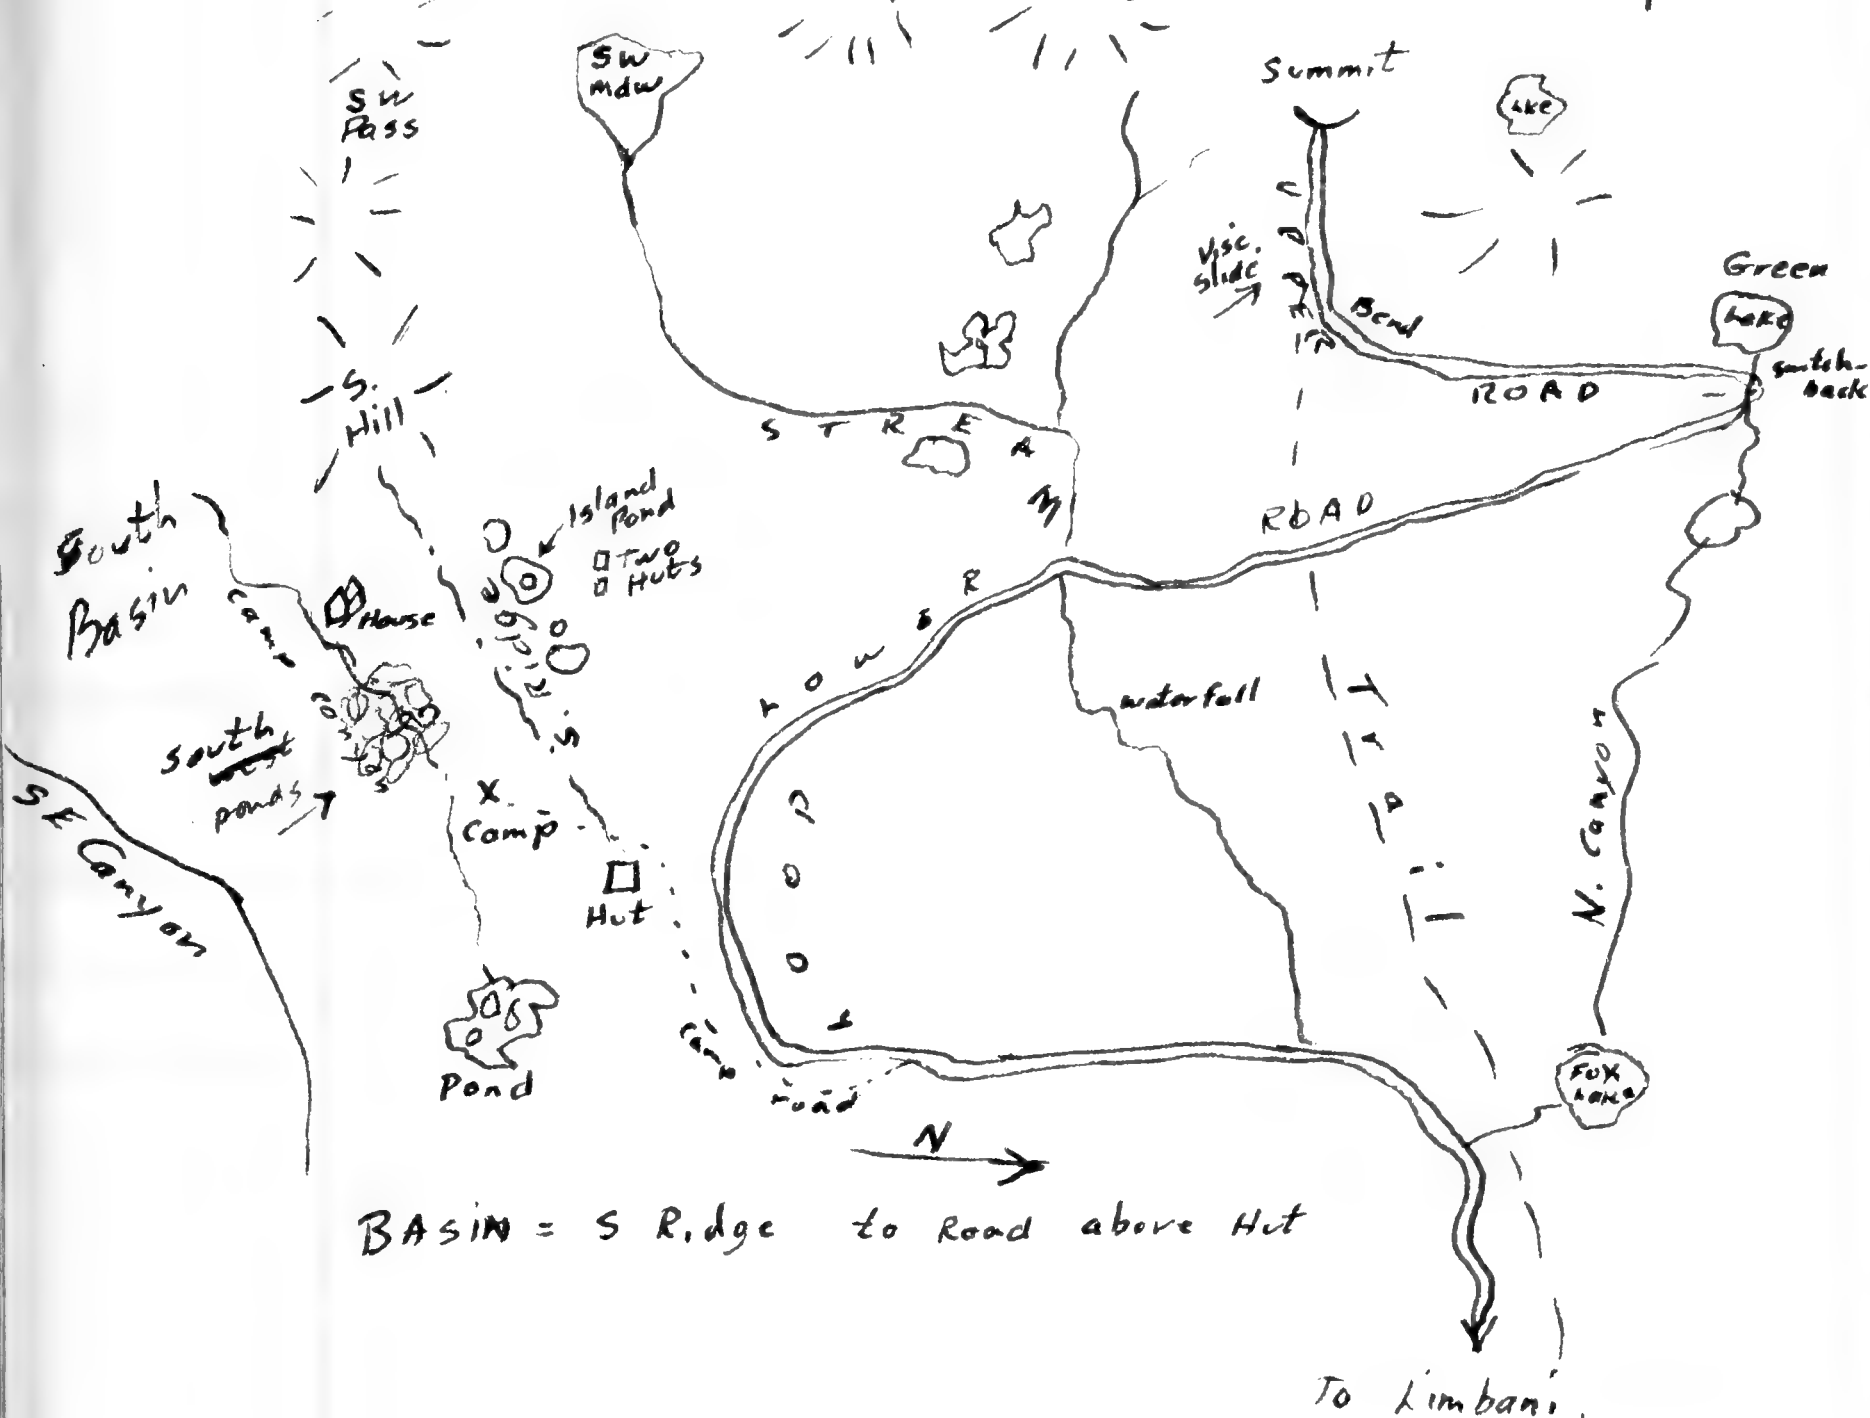 SW
mdw
Summit
Lake
SW
Pass
Visc.
slide
Upper
Bend
Green
Lake
switch-
back
ROAD
S.
Hill
STREAM
Island
Pond
Two
Huts
ROAD
South
Basin
House
Camp
S. Ridge
LOWER
LOOP
waterfall
Trail
N. Canyon
South
ponds
X
Camp
SE Canyon
Hut
Camp
road
Pond
Fox
Lake
N
BASIN = S Ridge to Road above Hut
To Limbani